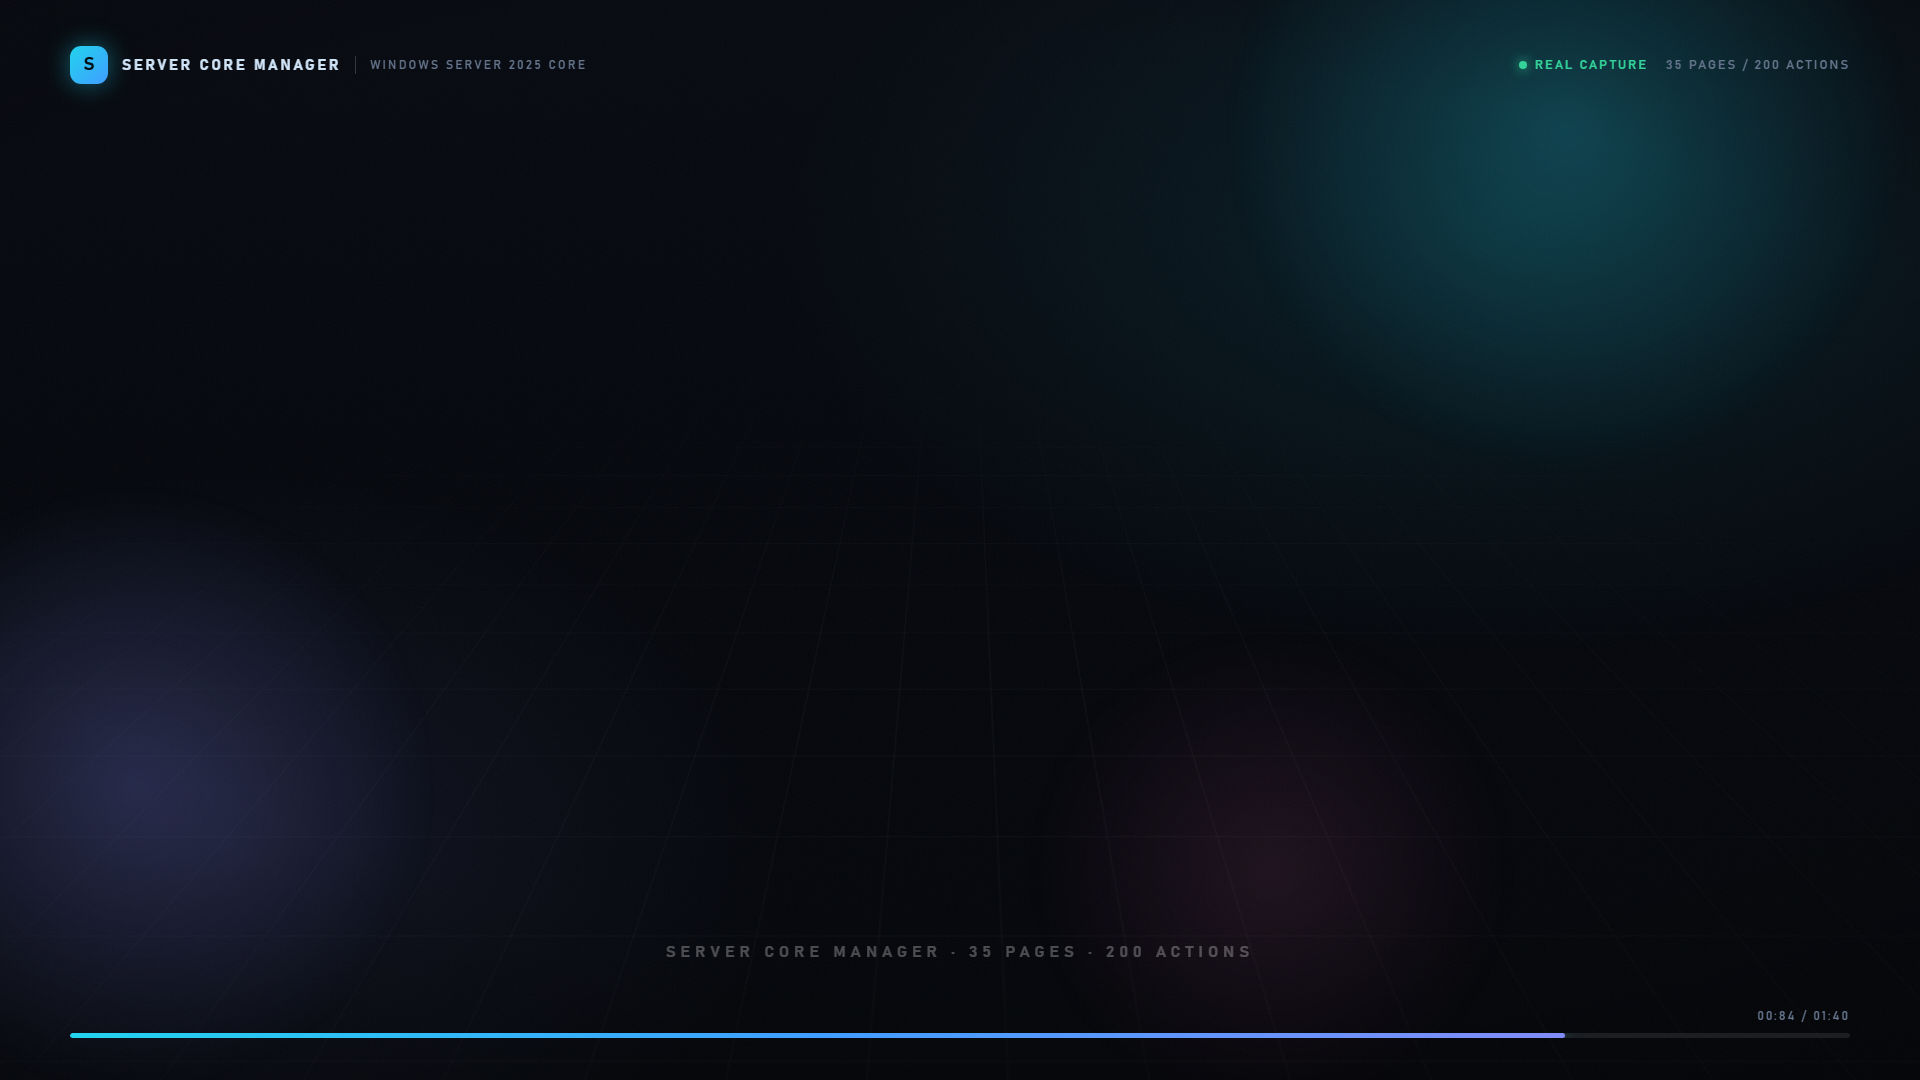 S
SERVER CORE MANAGER
WINDOWS SERVER 2025 CORE
REAL CAPTURE
35 PAGES / 200 ACTIONS
SERVER CORE MANAGER · 35 PAGES · 200 ACTIONS
00:84 / 01:40